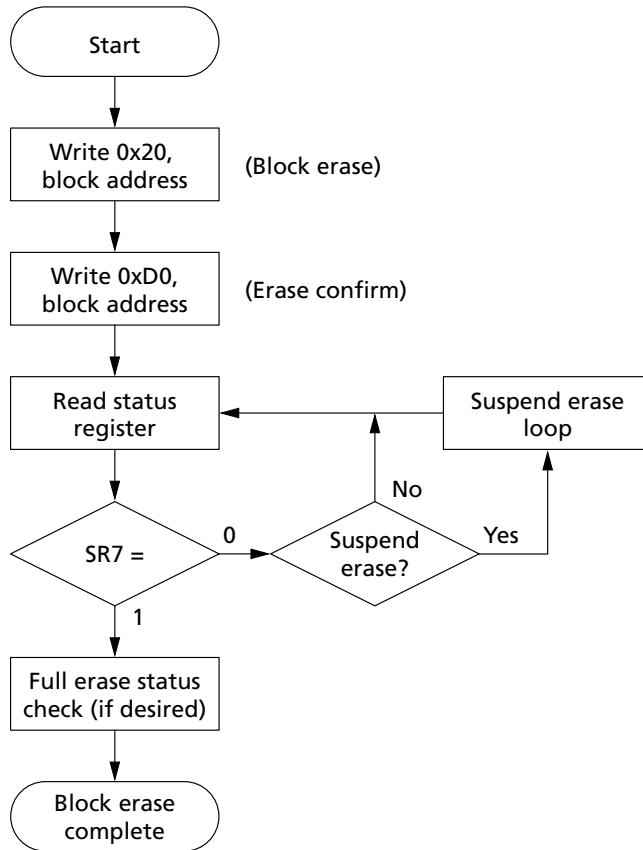 Start
Write 0x20,
block address
(Block erase)
Write 0xD0,
block address
(Erase confirm)
Read status
register
Suspend erase
loop
No
SR7 =
0
Suspend
erase?
Yes
1
Full erase status
check (if desired)
Block erase
complete